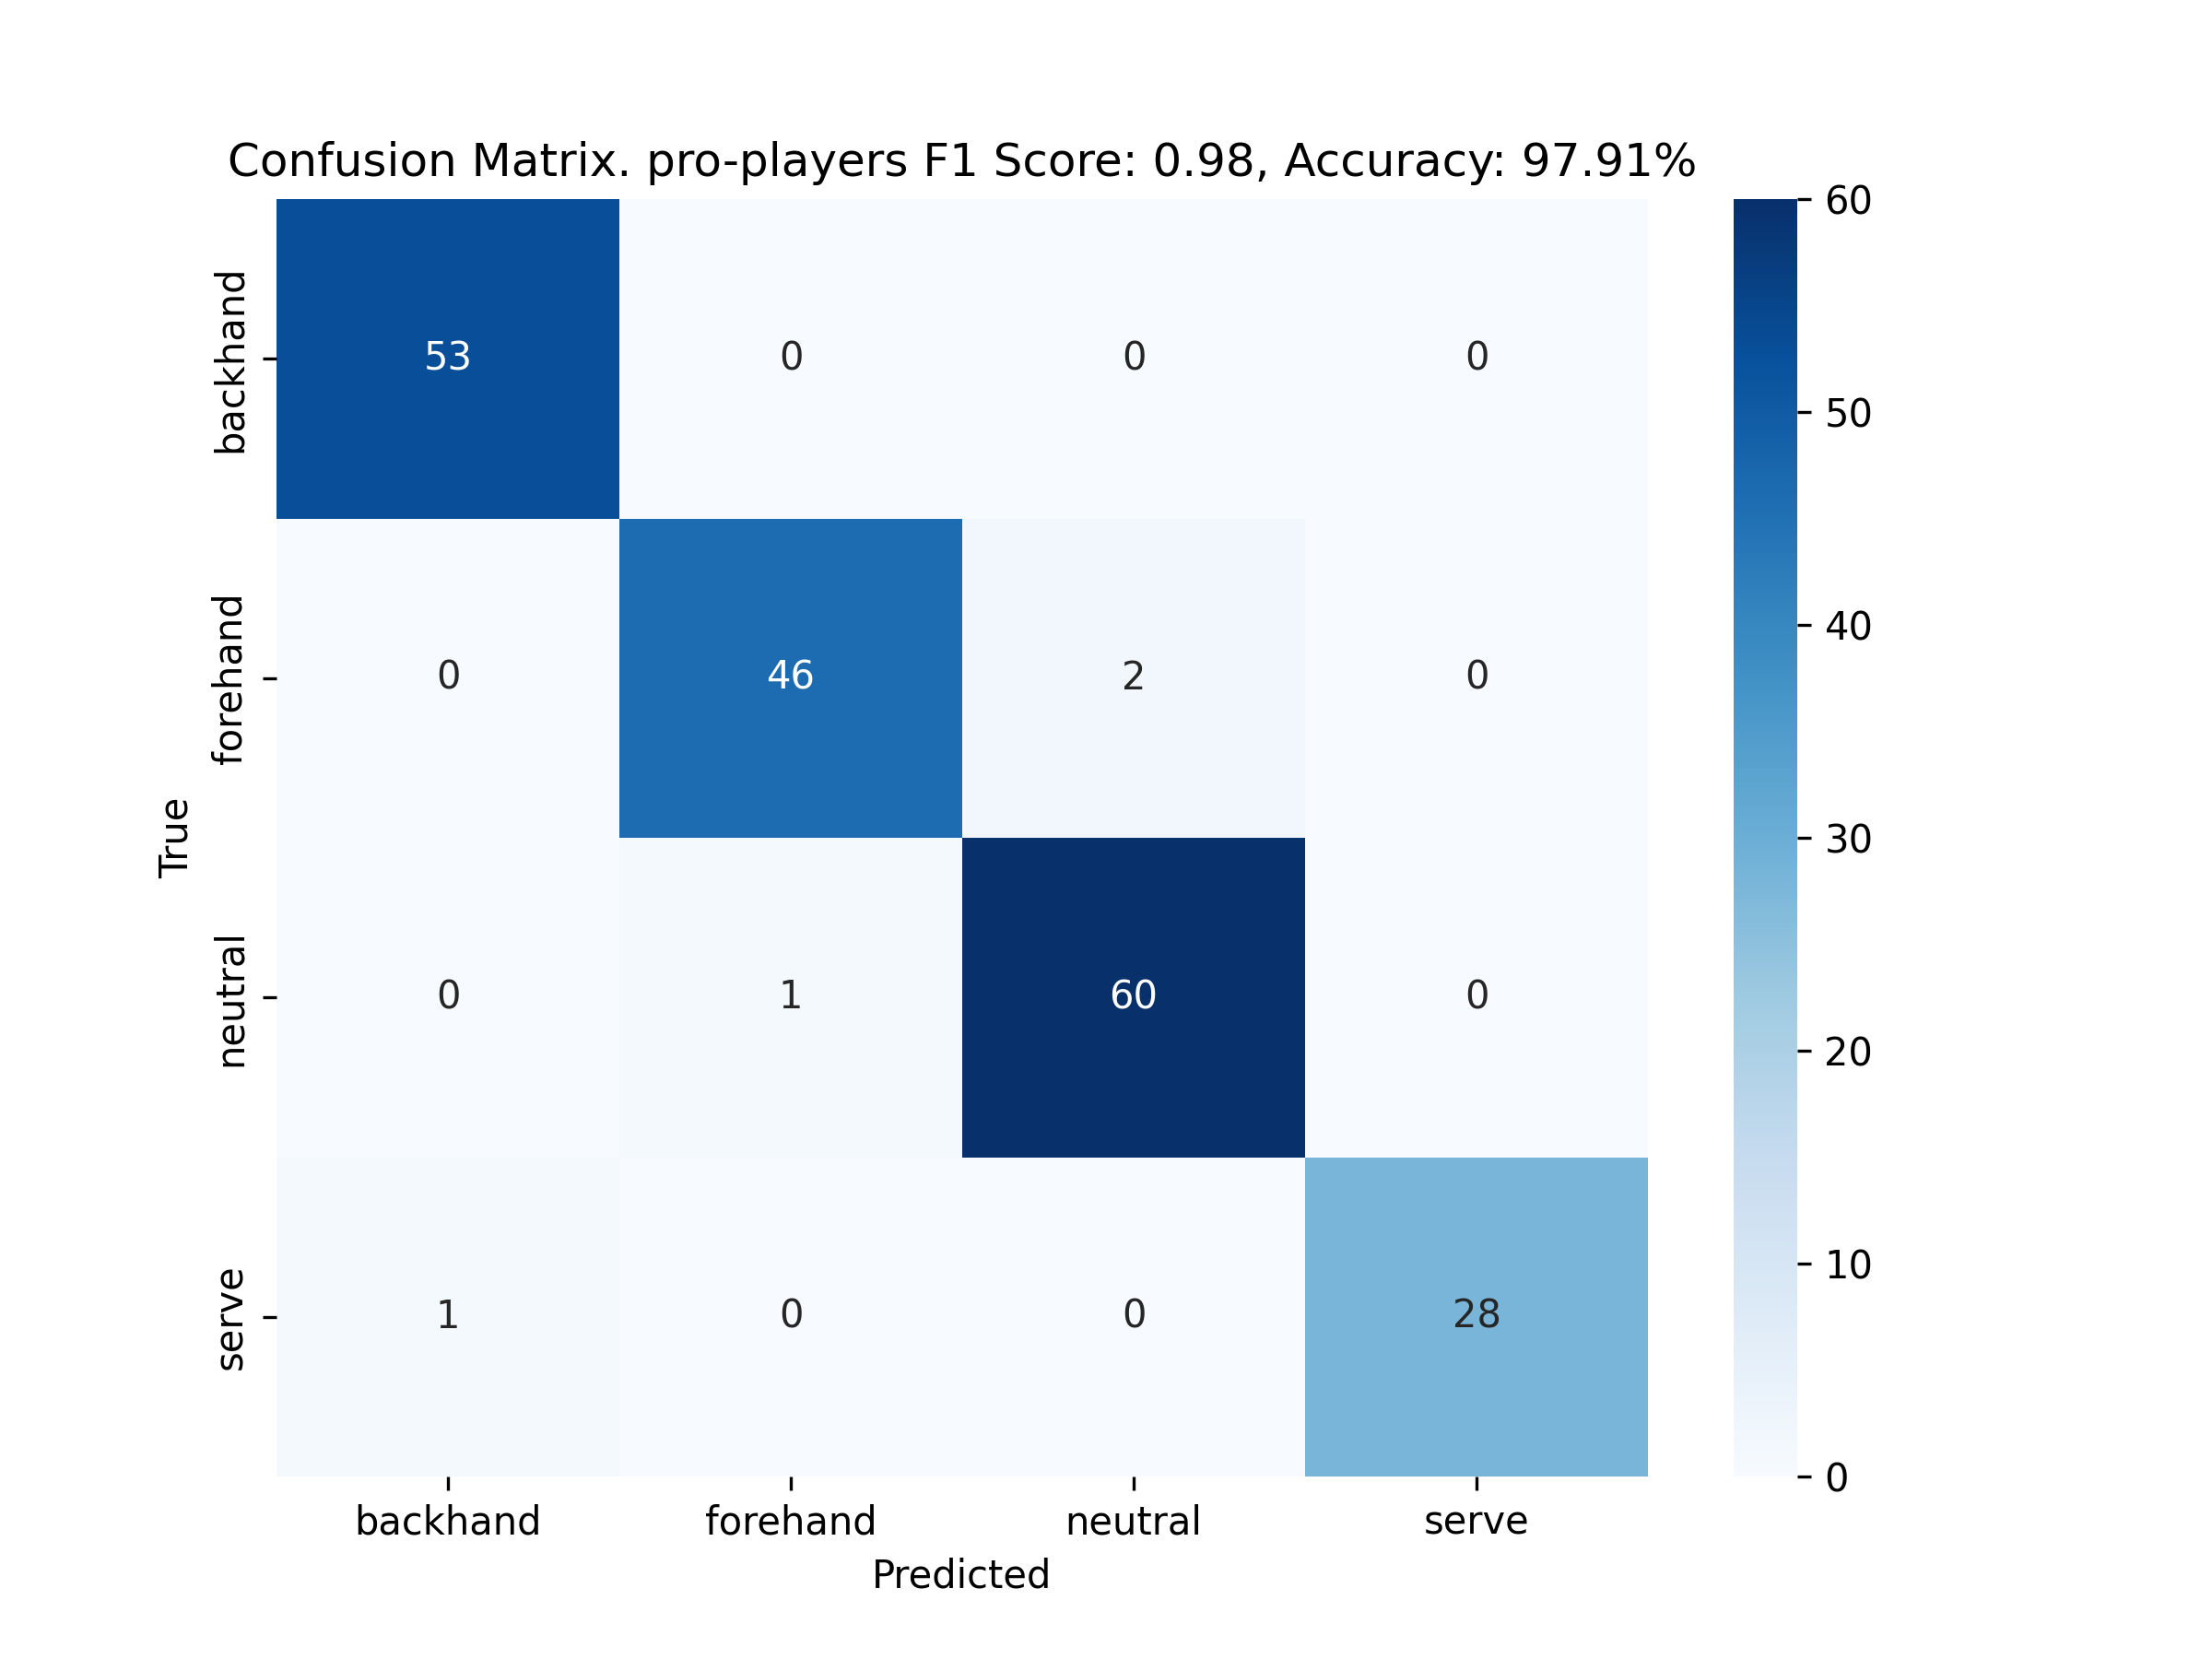 Confusion Matrix. pro-players F1 Score: 0.98, Accuracy: 97.91%
True
backhand 53 0 0 0
forehand 0 46 2 0
neutral 0 1 60 0
serve 1 0 0 28
backhand forehand neutral serve
Predicted
60
50
40
30
20
10
0